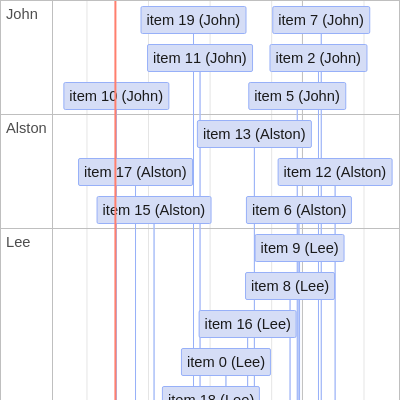 John
item 19 (John)
item 7 (John)
item 11 (John)
item 2 (John)
item 10 (John)
item 5 (John)
Alston
item 13 (Alston)
item 17 (Alston)
item 12 (Alston)
item 15 (Alston)
item 6 (Alston)
Lee
item 9 (Lee)
item 8 (Lee)
item 16 (Lee)
item 0 (Lee)
item 18 (Lee)